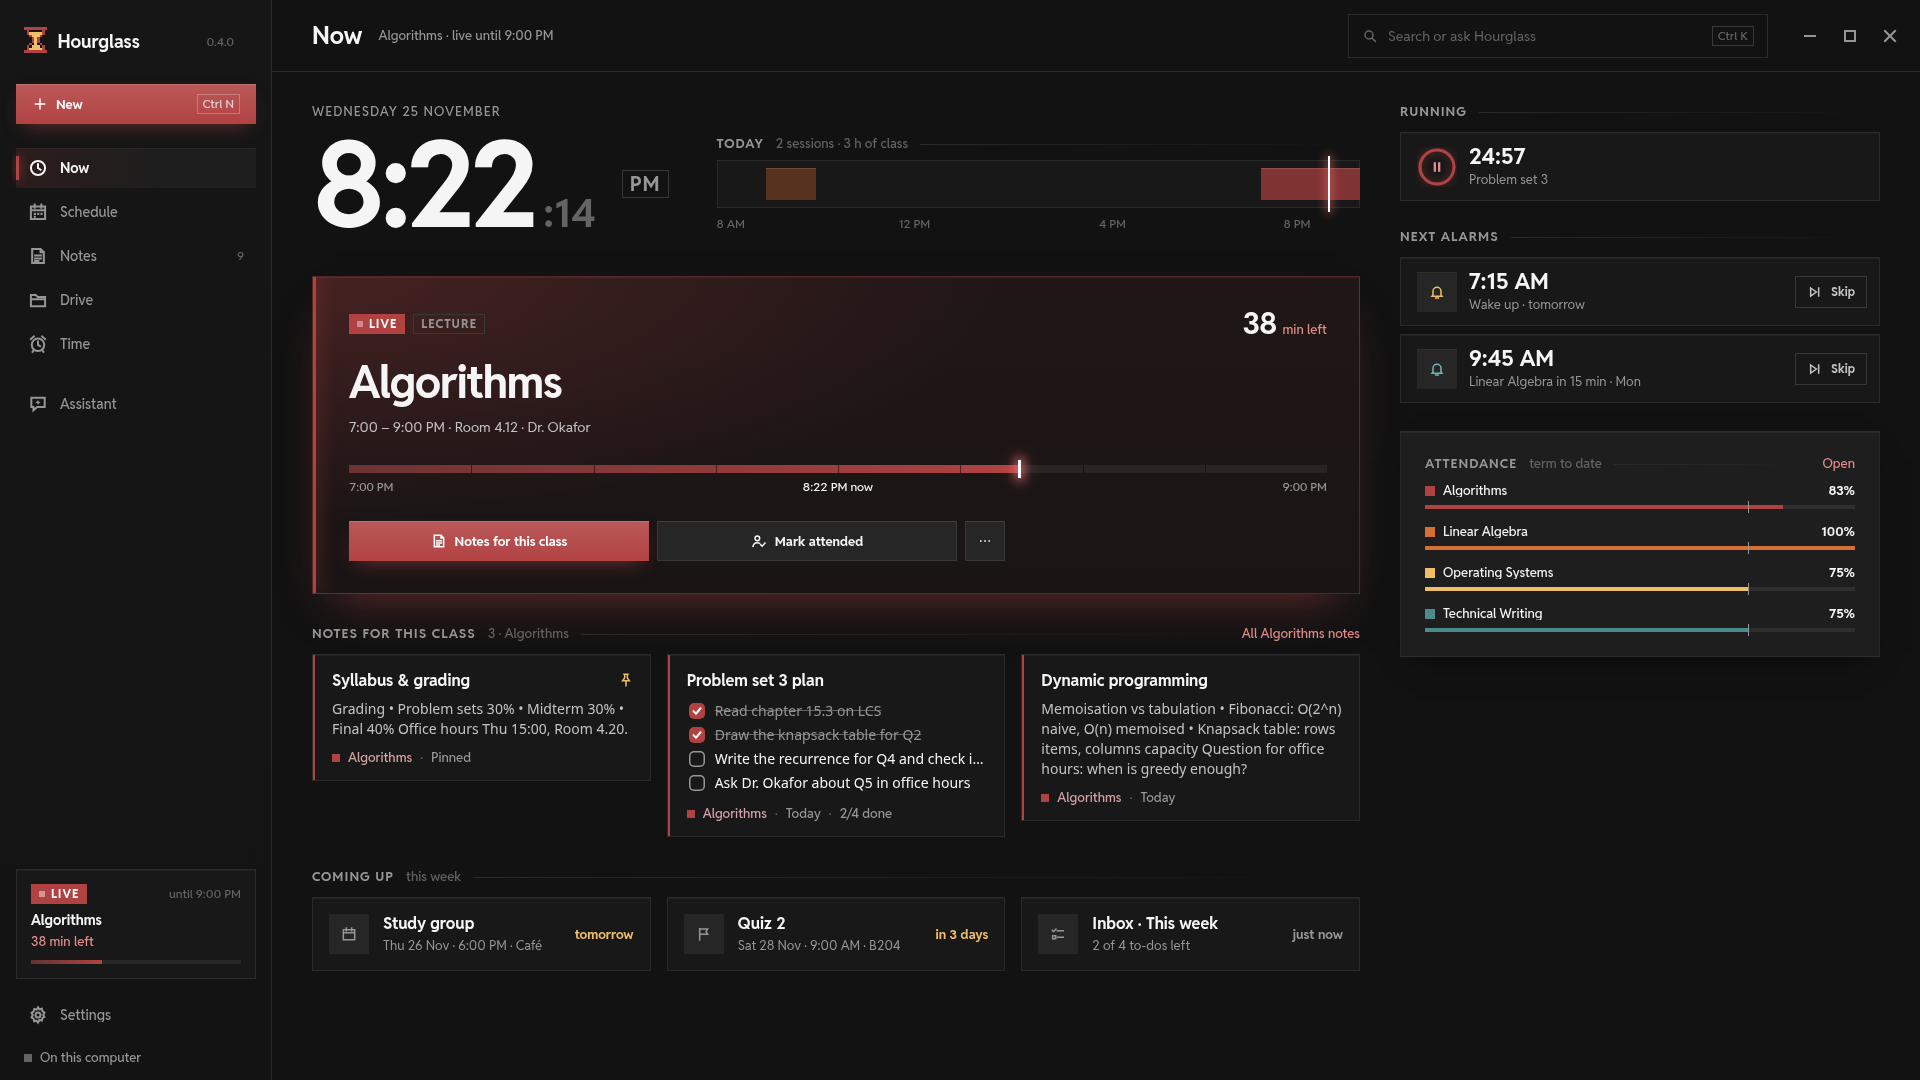 Hourglass
0.4.0
New
Ctrl N
Now
Schedule
Notes
9
Drive
Time
Assistant
LIVE
until 9:00 PM
Algorithms
38 min left
Settings
On this computer
Now
Algorithms · live until 9:00 PM
Search or ask Hourglass
Ctrl K
WEDNESDAY 25 NOVEMBER
8:22 :14 PM
TODAY 2 sessions · 3 h of class
8 AM 12 PM 4 PM 8 PM
LIVE
LECTURE
38 min left
Algorithms
7:00 – 9:00 PM · Room 4.12 · Dr. Okafor
7:00 PM 8:22 PM now 9:00 PM
Notes for this class
Mark attended
...
NOTES FOR THIS CLASS 3 · Algorithms
All Algorithms notes
Syllabus & grading
Grading • Problem sets 30% • Midterm 30% •
Final 40% Office hours Thu 15:00, Room 4.20.
Algorithms · Pinned
Problem set 3 plan
Read chapter 15.3 on LCS
Draw the knapsack table for Q2
Write the recurrence for Q4 and check i...
Ask Dr. Okafor about Q5 in office hours
Algorithms · Today · 2/4 done
Dynamic programming
Memoisation vs tabulation • Fibonacci: O(2^n)
naive, O(n) memoised • Knapsack table: rows
items, columns capacity Question for office
hours: when is greedy enough?
Algorithms · Today
COMING UP this week
Study group
Thu 26 Nov · 6:00 PM · Café
tomorrow
Quiz 2
Sat 28 Nov · 9:00 AM · B204
in 3 days
Inbox · This week
2 of 4 to-dos left
just now
RUNNING
24:57
Problem set 3
NEXT ALARMS
7:15 AM
Wake up · tomorrow
Skip
9:45 AM
Linear Algebra in 15 min · Mon
Skip
ATTENDANCE term to date
Open
Algorithms 83%
Linear Algebra 100%
Operating Systems 75%
Technical Writing 75%